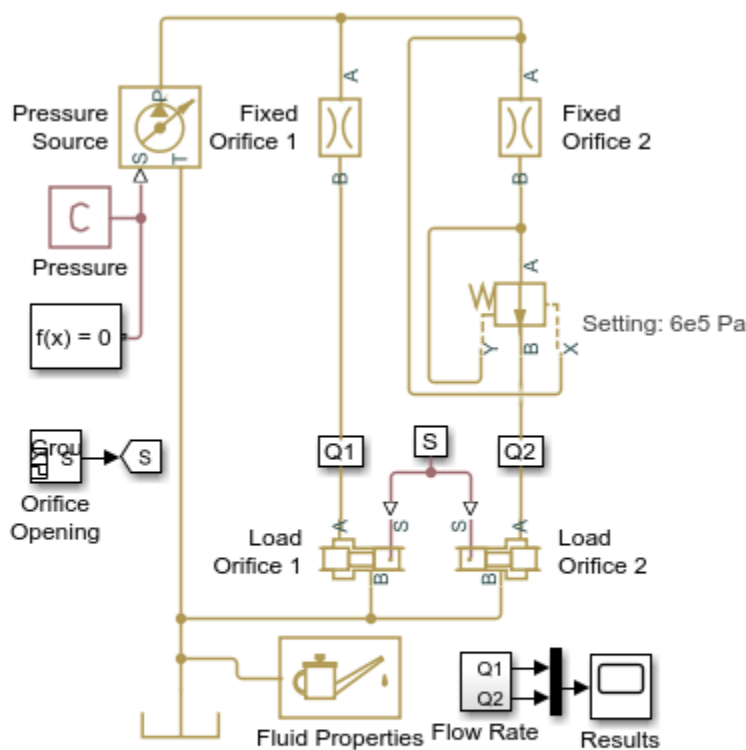 A
A
Pressure
Source
P
S
T
Fixed
Orifice 1
Fixed
Orifice 2
B
B
C
Pressure
A
f(x) = 0
Setting: 6e5 Pa
Y
B
X
Q1
S
Q2
S
S
Orifice
Opening
A
S
S
A
Load
Orifice 1
Load
Orifice 2
B
B
Q1
Q2
Fluid Properties
Flow Rate
Results